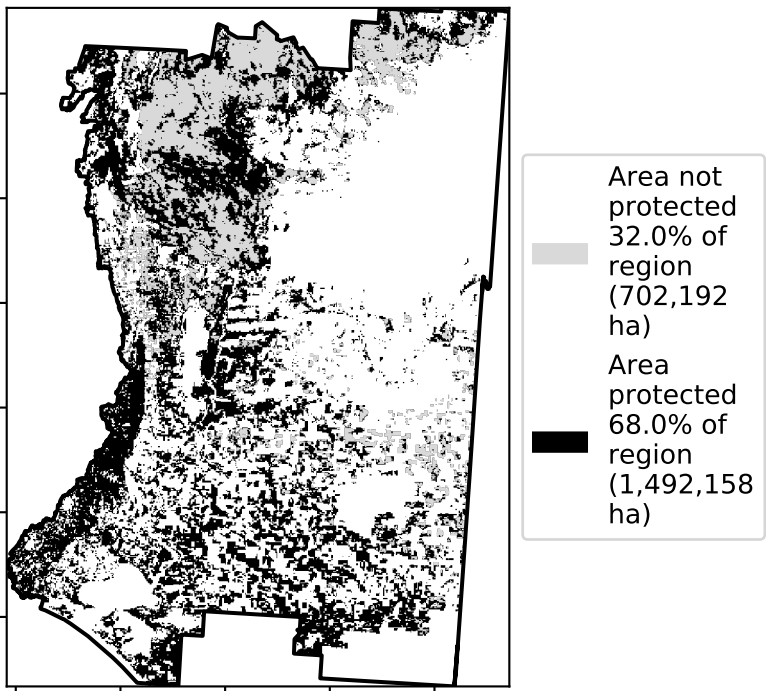 Area not
protected
32.0% of
region
(702,192
ha)
Area
protected
68.0% of
region
(1,492,158
ha)